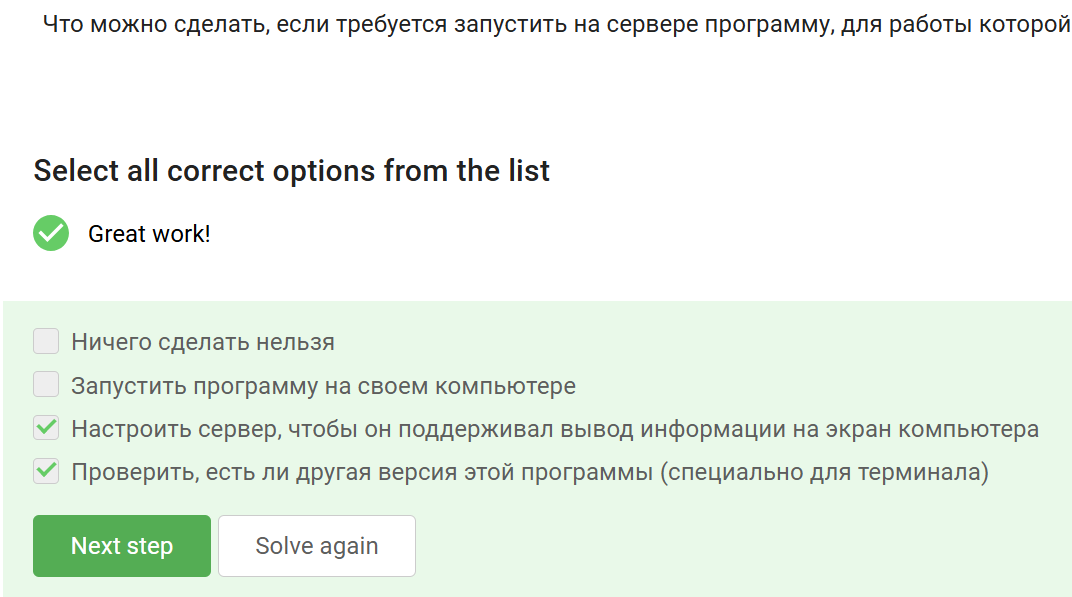 Что можно сделать, если требуется запустить на сервере программу, для работы которой
Select all correct options from the list
Great work!
Ничего сделать нельзя
Запустить программу на своем компьютере
Настроить сервер, чтобы он поддерживал вывод информации на экран компьютера
Проверить, есть ли другая версия этой программы (специально для терминала)
Next step
Solve again